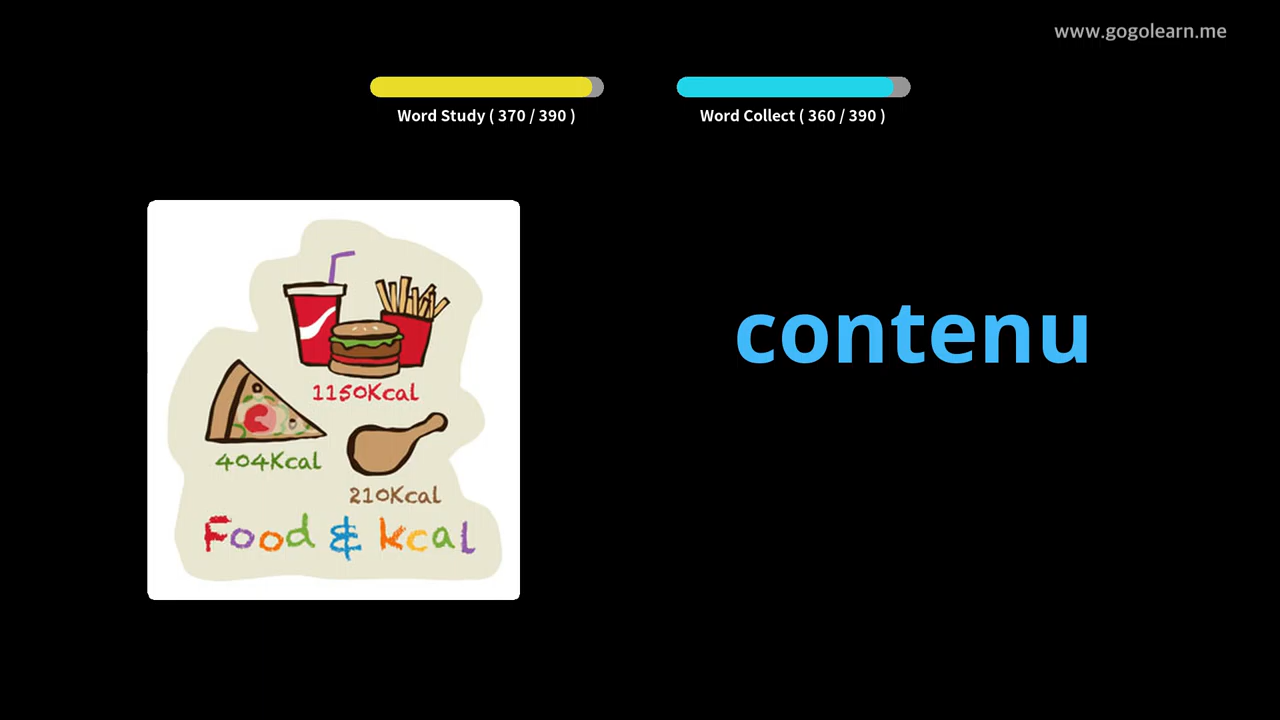 www.gogolearn.me
Word Study ( 370 / 390 )
Word Collect ( 360 / 390 )
contenu
1150Kcal
404Kcal
210Kcal
Food & kcal